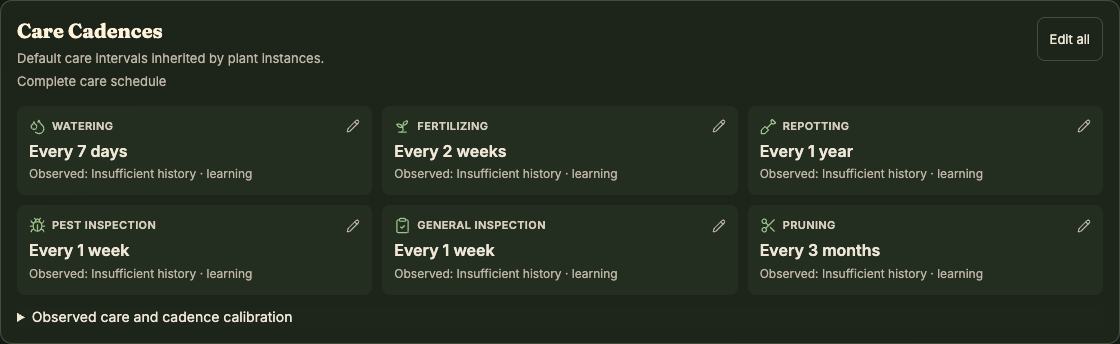 Care Cadences
Edit all
Default care intervals inherited by plant instances.
Complete care schedule
WATERING
Every 7 days
Observed: Insufficient history · learning
FERTILIZING
Every 2 weeks
Observed: Insufficient history · learning
REPOTTING
Every 1 year
Observed: Insufficient history · learning
PEST INSPECTION
Every 1 week
Observed: Insufficient history · learning
GENERAL INSPECTION
Every 1 week
Observed: Insufficient history · learning
PRUNING
Every 3 months
Observed: Insufficient history · learning
Observed care and cadence calibration